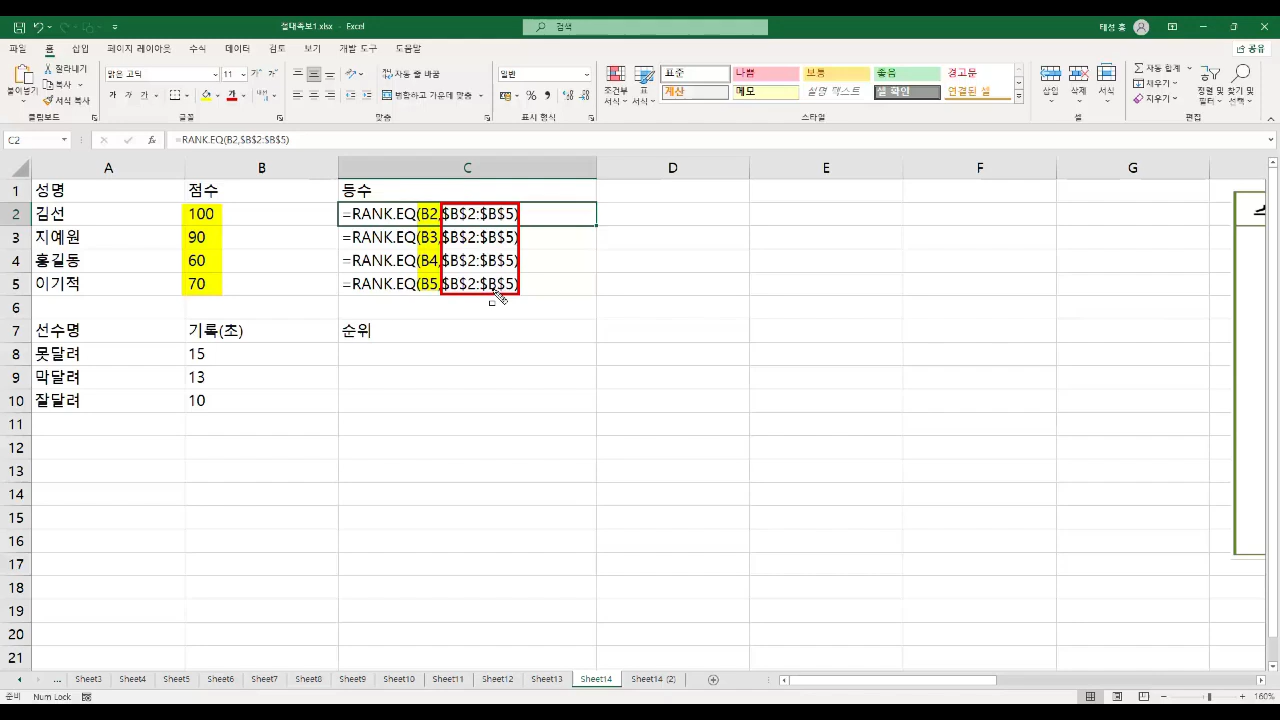 절대속보1.xlsx - Excel
검색
태성 홍
파일 홈 삽입 페이지 레이아웃 수식 데이터 검토 보기 개발 도구 도움말
공유
붙여넣기
잘라내기
복사
서식 복사
클립보드
맑은 고딕 11
가 가 가
글꼴
자동 줄 바꿈
병합하고 가운데 맞춤
맞춤
일반
표시 형식
조건부 서식
표 서식
표준 나쁨 보통 좋음 경고문
계산 메모 설명 텍스트 셀 확인 연결된 셀
스타일
삽입 삭제 서식
셀
자동 합계
채우기
지우기
정렬 및 필터
찾기 및 선택
편집
C2 fx =RANK.EQ(B2,$B$2:$B$5)
A B C D E F G
1 성명 점수 등수
2 김선 100 =RANK.EQ(B2,$B$2:$B$5)
3 지예원 90 =RANK.EQ(B3,$B$2:$B$5)
4 홍길동 60 =RANK.EQ(B4,$B$2:$B$5)
5 이기적 70 =RANK.EQ(B5,$B$2:$B$5)
6
7 선수명 기록(초) 순위
8 못달려 15
9 막달려 13
10 잘달려 10
11
12
13
14
15
16
17
18
19
20
21
... Sheet3 Sheet4 Sheet5 Sheet6 Sheet7 Sheet8 Sheet9 Sheet10 Sheet11 Sheet12 Sheet13 Sheet14 Sheet14 (2)
준비 Num Lock 160%